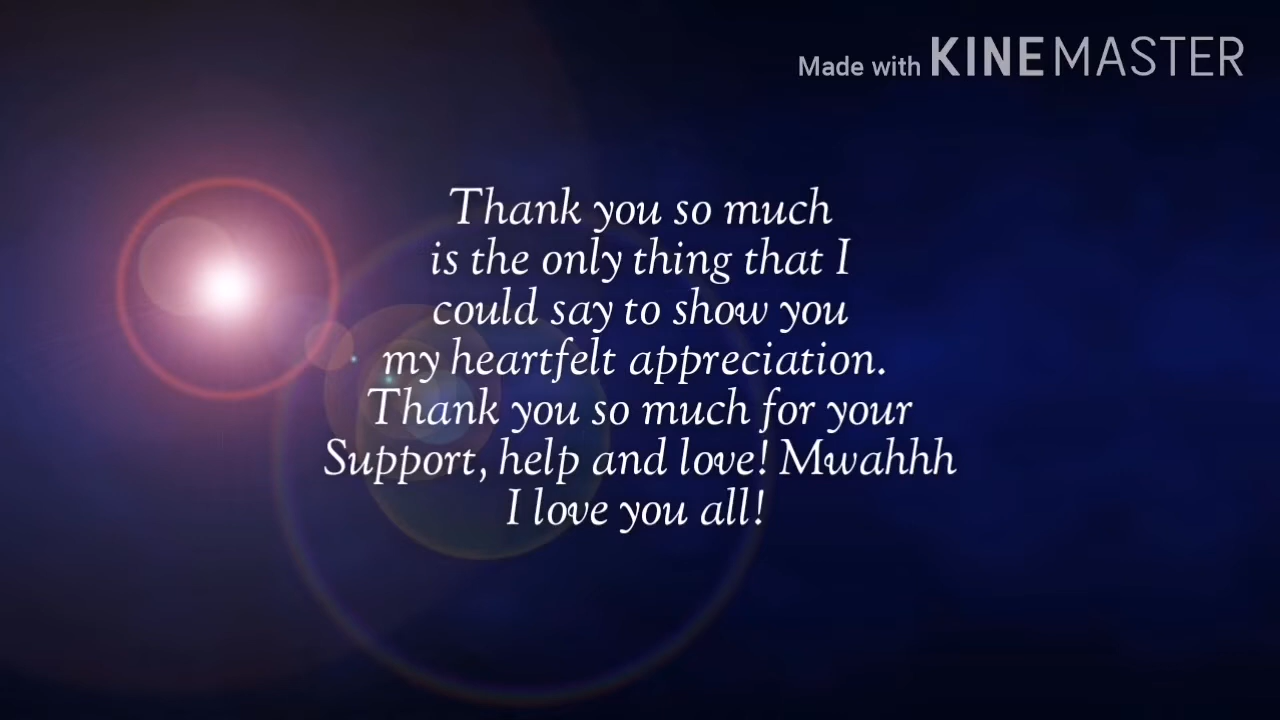 Made with KINEMASTER
Thank you so much
is the only thing that I
could say to show you
my heartfelt appreciation.
Thank you so much for your
Support, help and love! Mwahhh
I love you all!